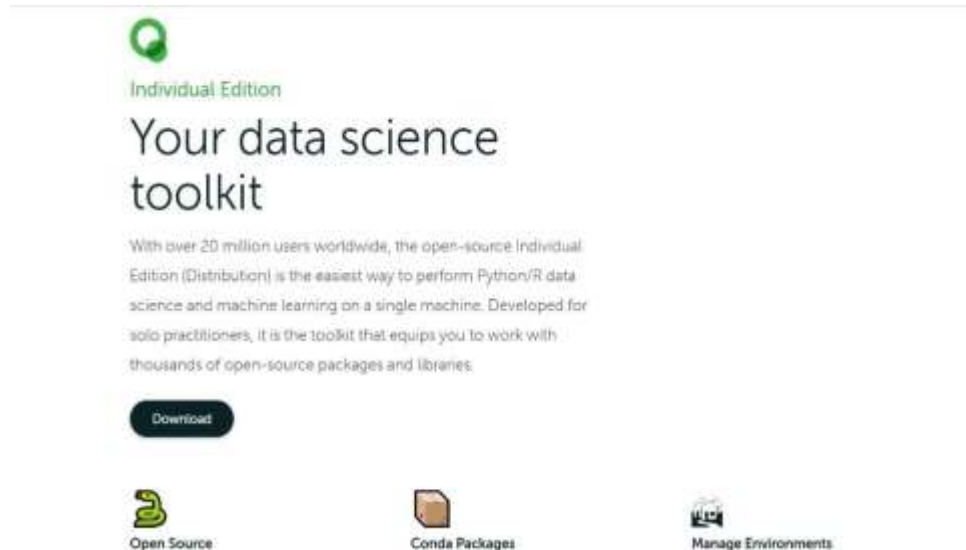 Individual Edition
Your data science
toolkit
With over 20 million users worldwide, the open-source Individual
Edition (Distribution) is the easiest way to perform Python/R data
science and machine learning on a single machine. Developed for
solo practitioners, it is the toolkit that equips you to work with
thousands of open-source packages and libraries.
Download
Open Source
Conda Packages
Manage Environments